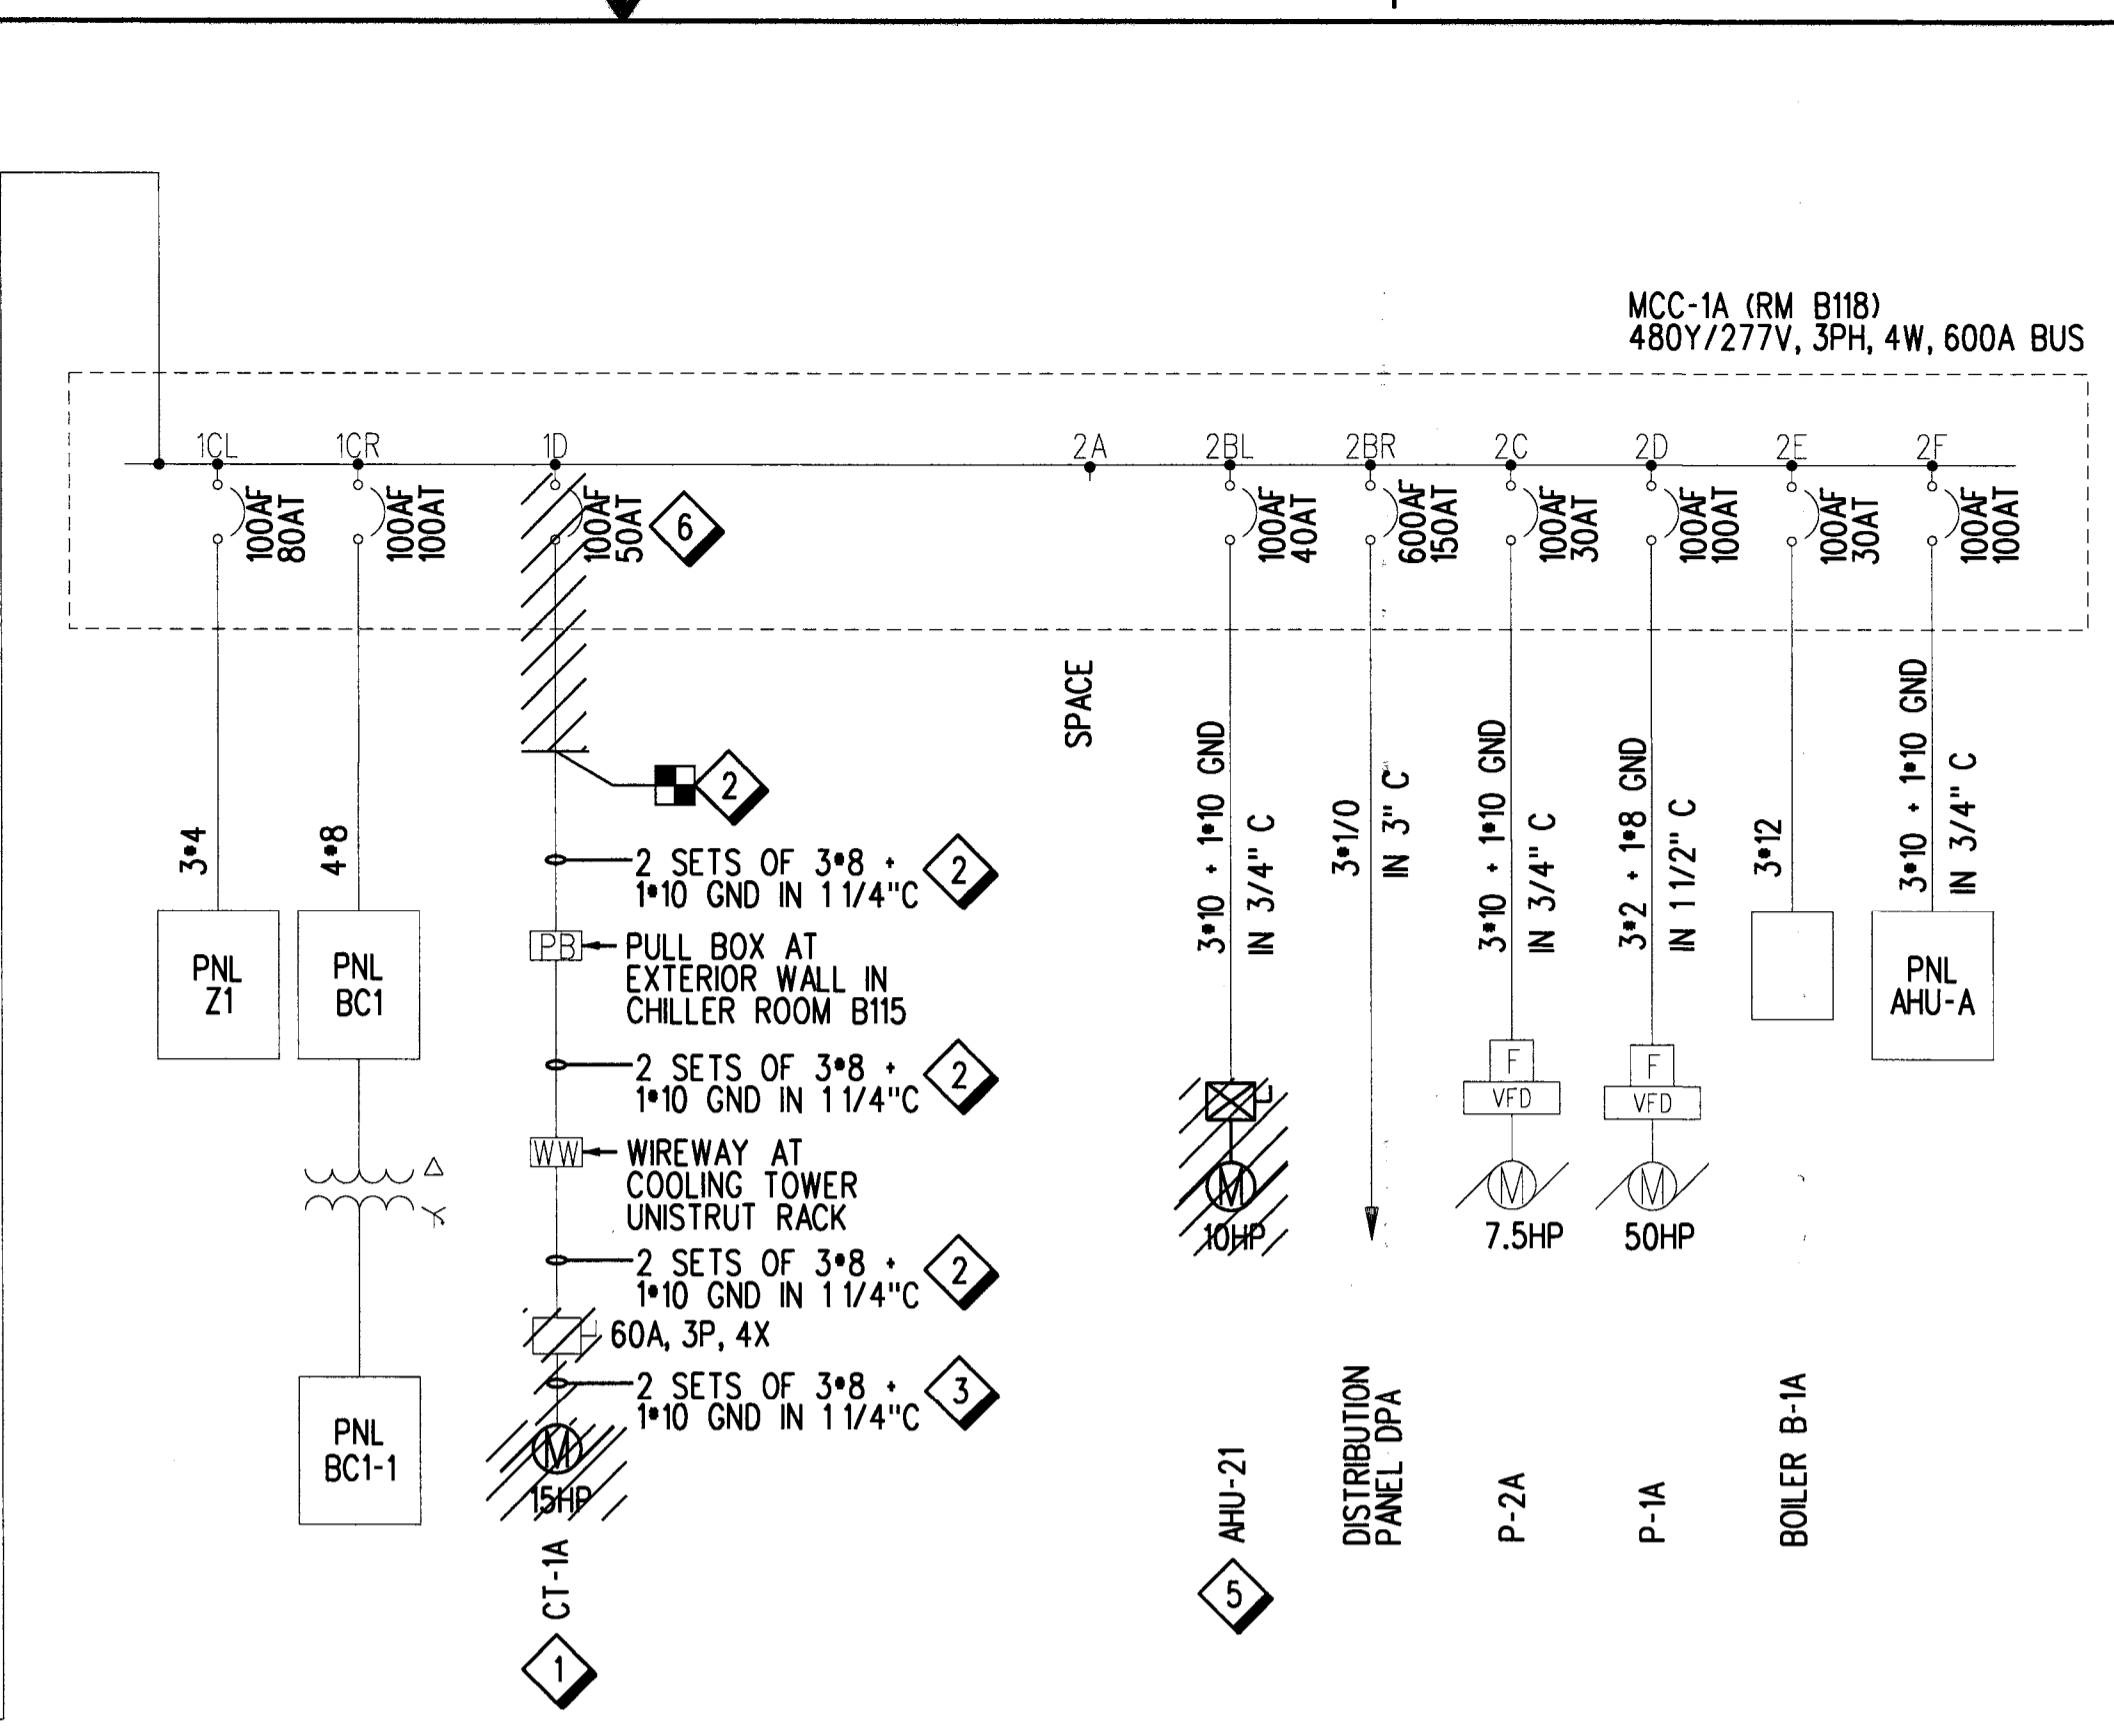 MCC-1A (RM B118)
480Y/277V, 3PH, 4W, 600A BUS
1CL
1CR
1D
2A
2BL
2BR
2C
2D
2E
2F
100AF
80AT
100AF
100AT
100AF
50AT
6
100AF
40AT
600AF
150AT
100AF
30AT
100AF
100AT
100AF
30AT
100AF
100AT
3#4
PNL
Z1
4#8
PNL
BC1
Δ
Y
PNL
BC1-1
2
2 SETS OF 3#8 +
1#10 GND IN 1 1/4"C
2
PB
PULL BOX AT
EXTERIOR WALL IN
CHILLER ROOM B115
2 SETS OF 3#8 +
1#10 GND IN 1 1/4"C
2
WW
WIREWAY AT
COOLING TOWER
UNISTRUT RACK
2 SETS OF 3#8 +
1#10 GND IN 1 1/4"C
2
60A, 3P, 4X
2 SETS OF 3#8 +
1#10 GND IN 1 1/4"C
3
M
15HP
CT-1A
1
SPACE
3#10 + 1#10 GND
IN 3/4" C
M
10HP
AHU-21
5
3#1/0
IN 3" C
DISTRIBUTION
PANEL DPA
3#10 + 1#10 GND
IN 3/4" C
F
VFD
M
7.5HP
P-2A
3#2 + 1#8 GND
IN 1 1/2" C
F
VFD
M
50HP
P-1A
3#12
BOILER B-1A
3#10 + 1#10 GND
IN 3/4" C
PNL
AHU-A